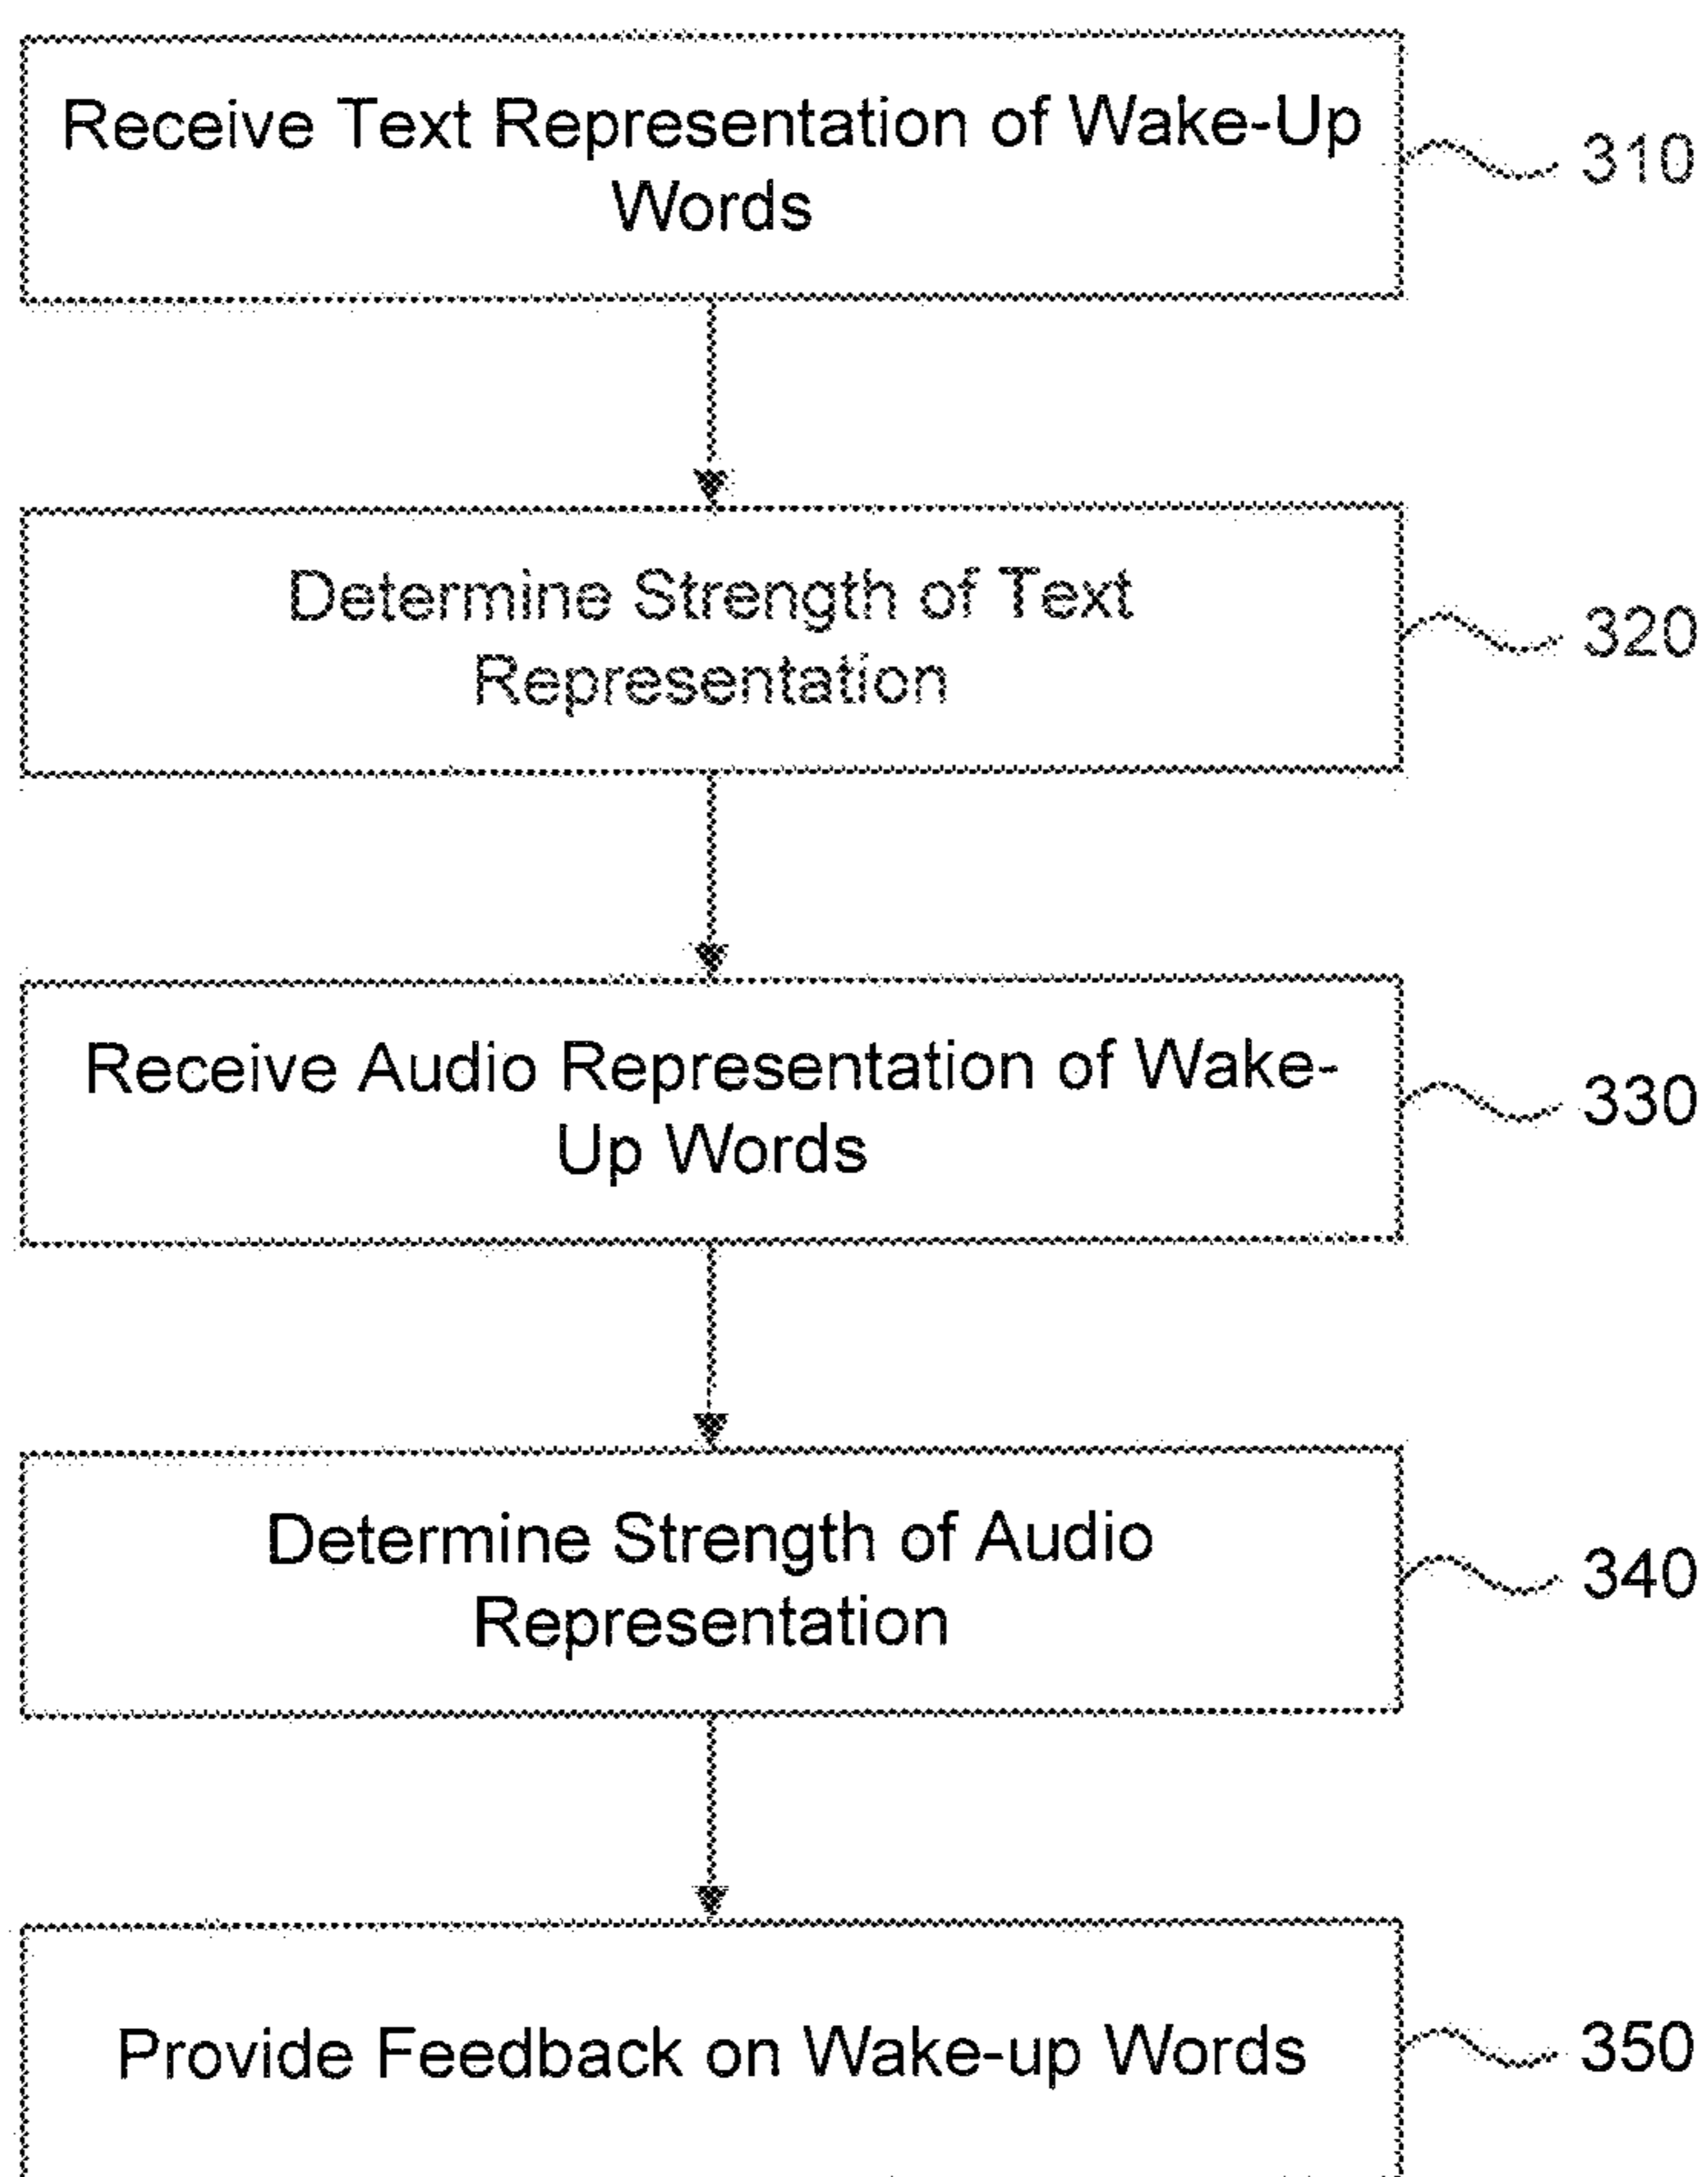 Receive Text Representation of Wake-Up
Words
310
Determine Strength of Text
Representation
320
Receive Audio Representation of Wake-
Up Words
330
Determine Strength of Audio
Representation
340
Provide Feedback on Wake-up Words
350